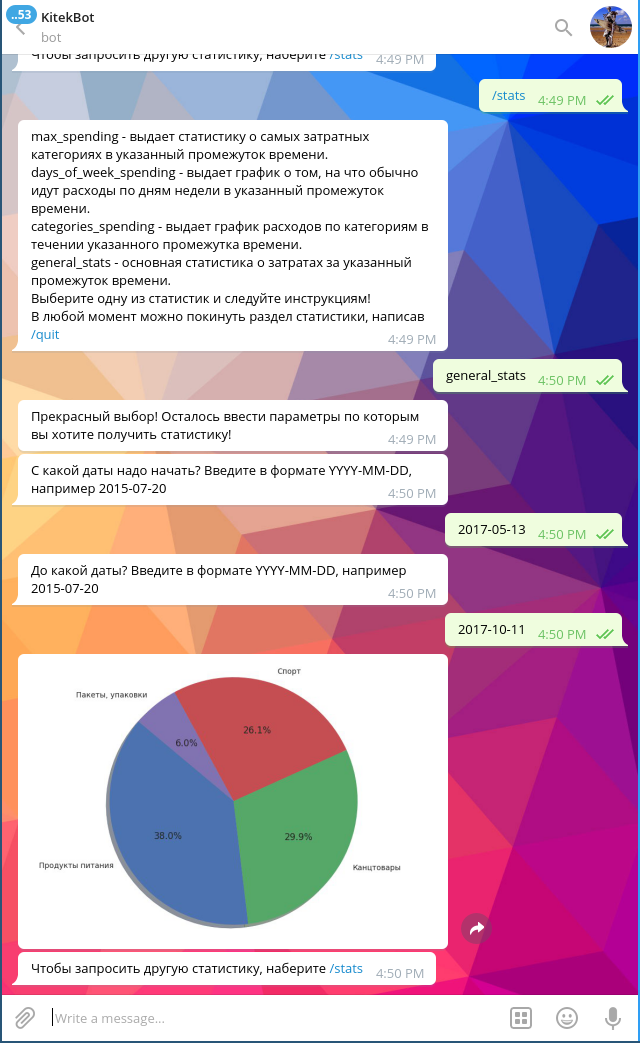 ..53
KitekBot
bot
Чтобы запросить другую статистику, наберите /stats 4:49 PM
/stats 4:49 PM
max_spending - выдает статистику о самых затратных
категориях в указанный промежуток времени.
days_of_week_spending - выдает график о том, на что обычно
идут расходы по дням недели в указанный промежуток
времени.
categories_spending - выдает график расходов по категориям в
течении указанного промежутка времени.
general_stats - основная статистика о затратах за указанный
промежуток времени.
Выберите одну из статистик и следуйте инструкциям!
В любой момент можно покинуть раздел статистики, написав
/quit 4:49 PM
general_stats 4:50 PM
Прекрасный выбор! Осталось ввести параметры по которым
вы хотите получить статистику! 4:49 PM
С какой даты надо начать? Введите в формате YYYY-MM-DD,
например 2015-07-20 4:50 PM
2017-05-13 4:50 PM
До какой даты? Введите в формате YYYY-MM-DD, например
2015-07-20 4:50 PM
2017-10-11 4:50 PM
Спорт
Пакеты, упаковки
26.1%
6.0%
38.0%
29.9%
Продукты питания
Канцтовары
Чтобы запросить другую статистику, наберите /stats 4:50 PM
Write a message...